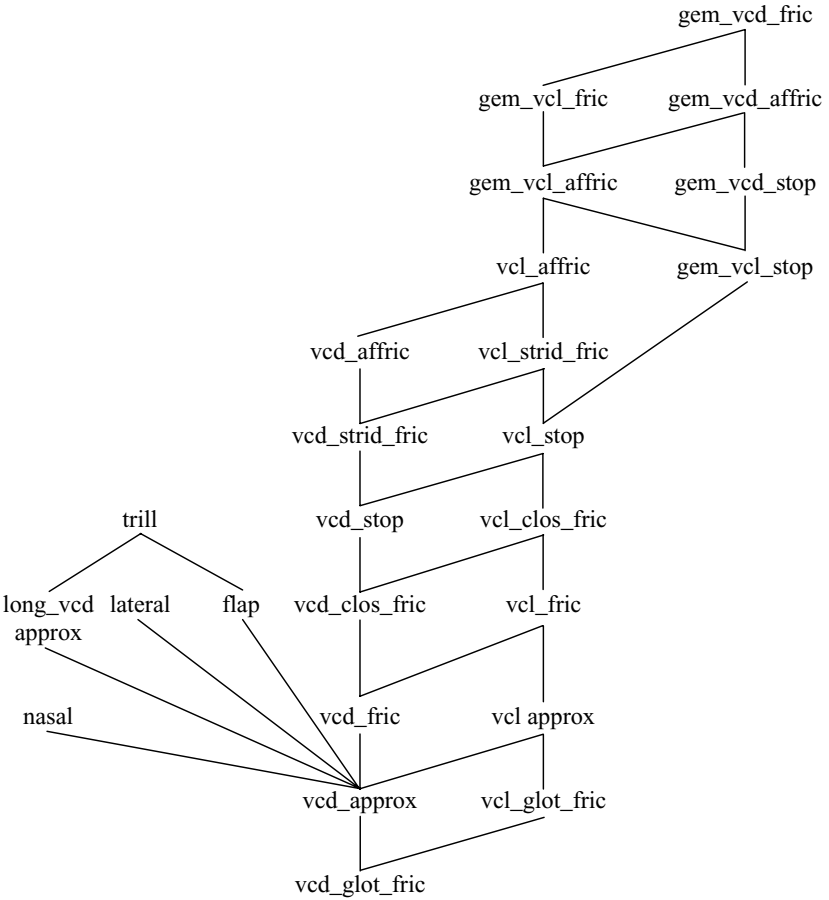 gem_vcd_fric
gem_vcl_fric
gem_vcd_affric
gem_vcl_affric
gem_vcd_stop
vcl_affric
gem_vcl_stop
vcd_affric
vcl_strid_fric
vcd_strid_fric
vcl_stop
trill
vcd_stop
vcl_clos_fric
long_vcd
approx
lateral
flap
vcd_clos_fric
vcl_fric
nasal
vcd_fric
vcl approx
vcd_approx
vcl_glot_fric
vcd_glot_fric